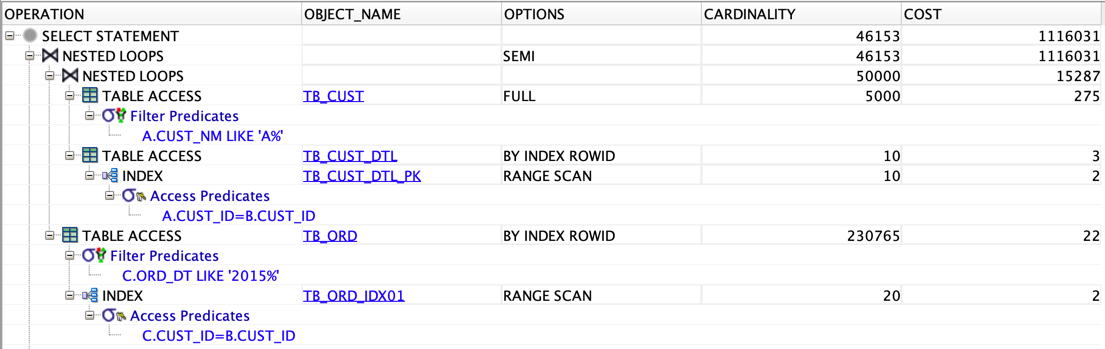 OPERATION OBJECT_NAME OPTIONS CARDINALITY COST
SELECT STATEMENT 46153 1116031
NESTED LOOPS SEMI 46153 1116031
NESTED LOOPS 50000 15287
TABLE ACCESS TB_CUST FULL 5000 275
Filter Predicates
A.CUST_NM LIKE 'A%'
TABLE ACCESS TB_CUST_DTL BY INDEX ROWID 10 3
INDEX TB_CUST_DTL_PK RANGE SCAN 10 2
Access Predicates
A.CUST_ID=B.CUST_ID
TABLE ACCESS TB_ORD BY INDEX ROWID 230765 22
Filter Predicates
C.ORD_DT LIKE '2015%'
INDEX TB_ORD_IDX01 RANGE SCAN 20 2
Access Predicates
C.CUST_ID=B.CUST_ID